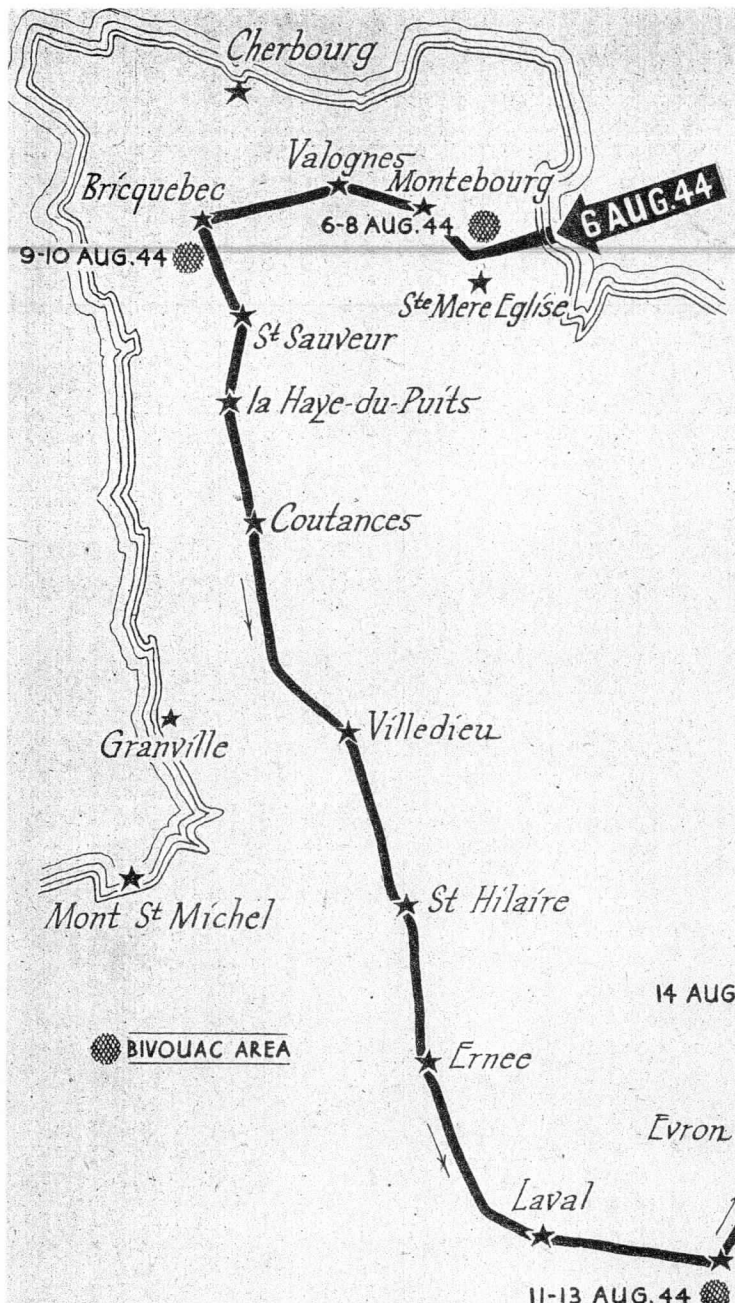 Cherbourg
Valognes
Montebourg
Bricquebec
6-8 AUG.44
6 AUG.44
9-10 AUG.44
Ste Mere Eglise
St Sauveur
la Haye-du-Puits
Coutances
Villedieu
Granville
Mont St Michel
St Hilaire
14 AUG
BIVOUAC AREA
Ernee
Evron
Laval
11-13 AUG.44